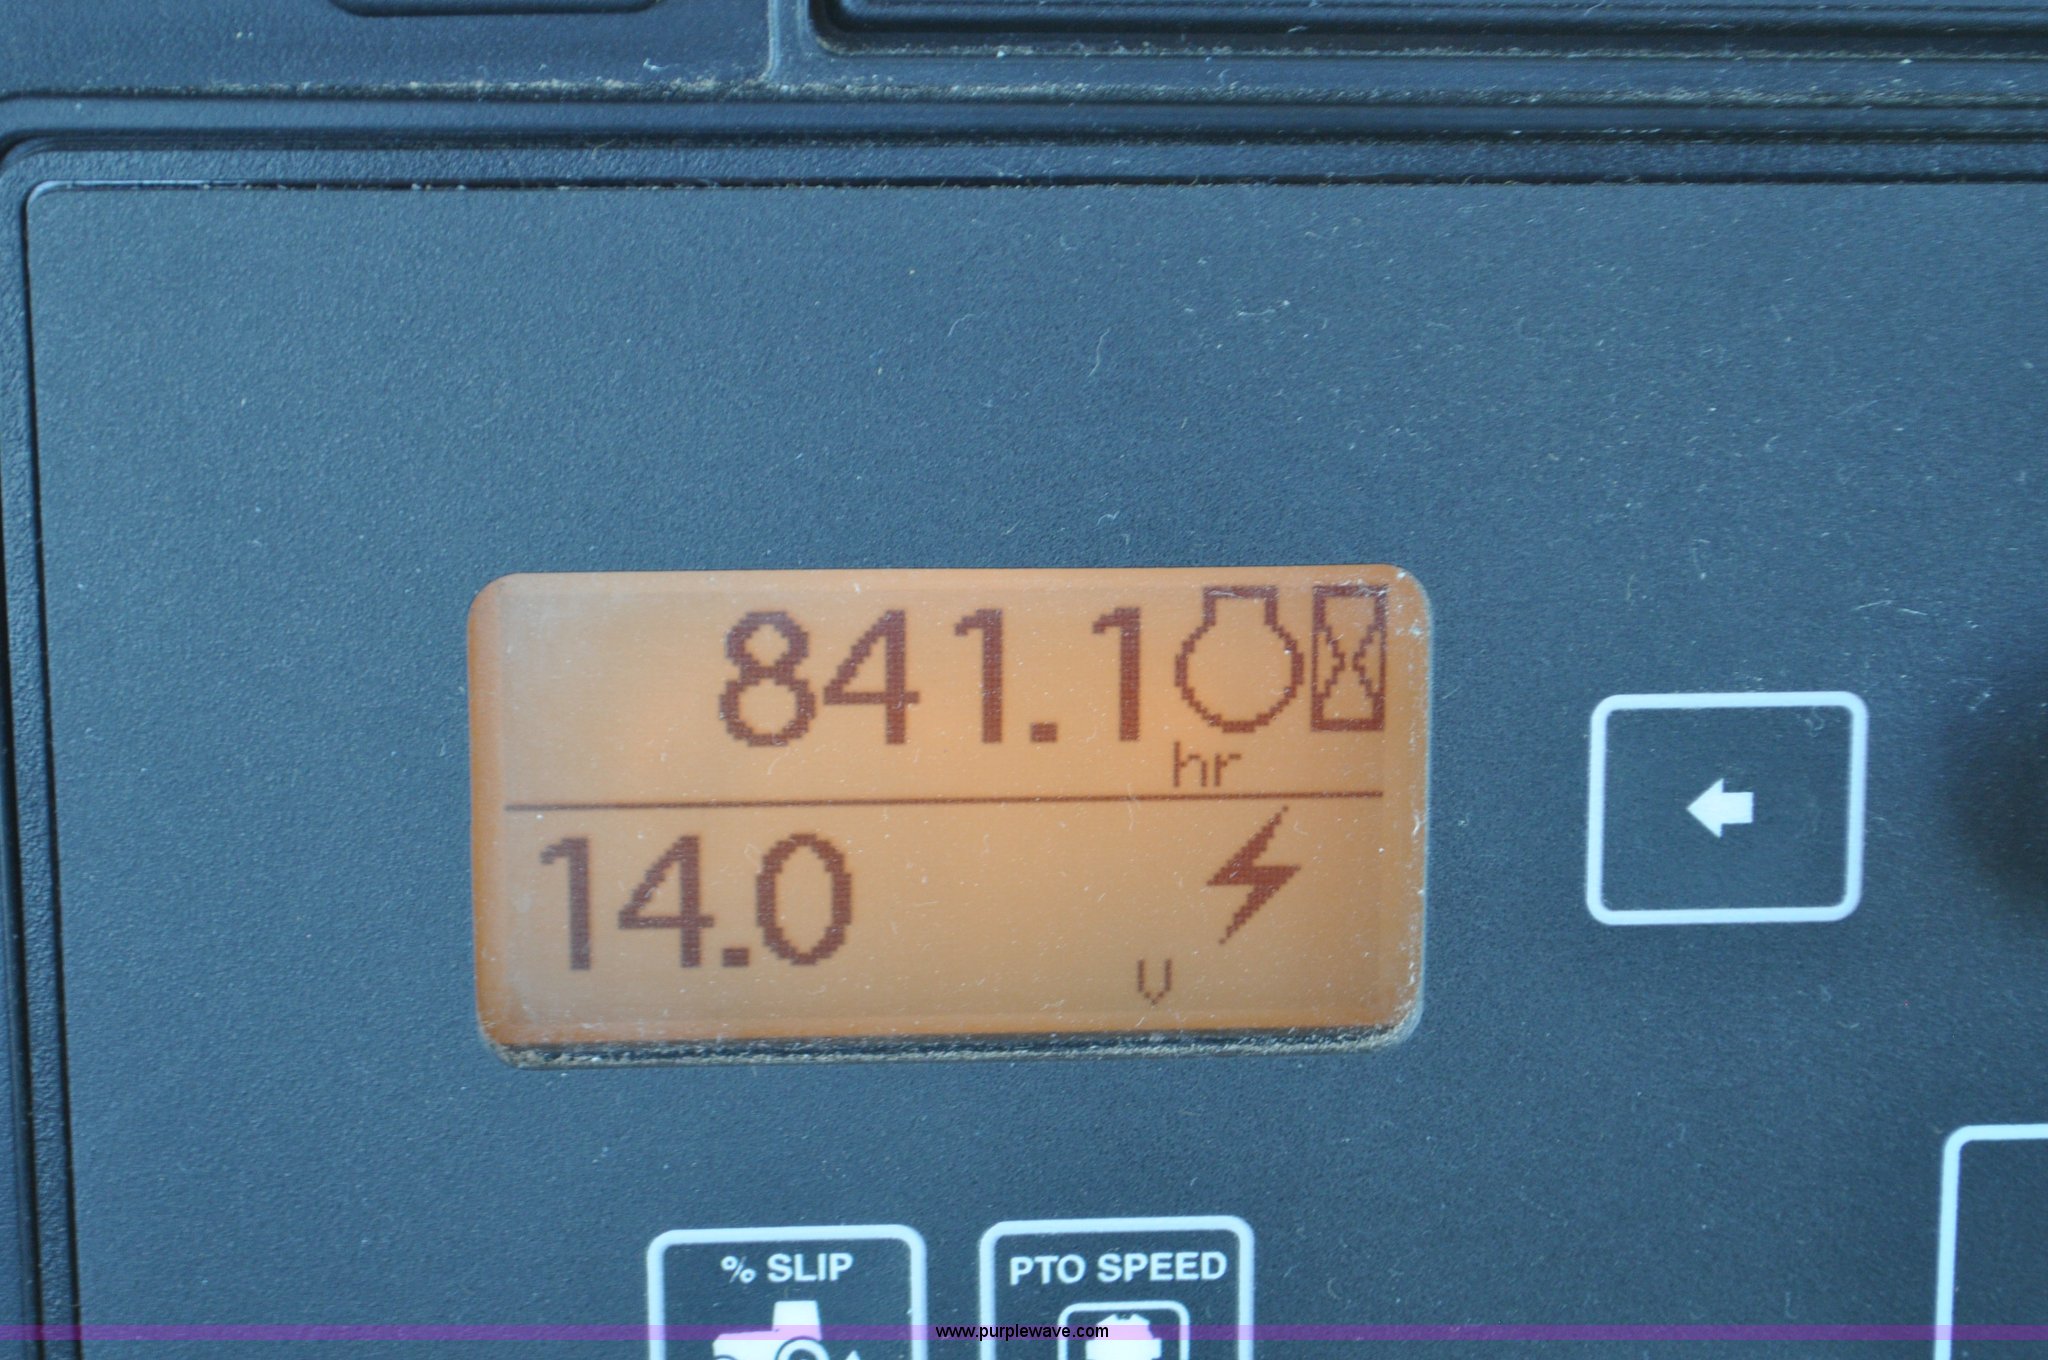 841.1
hr
14.0
V
% SLIP
PTO SPEED
www.purplewave.com